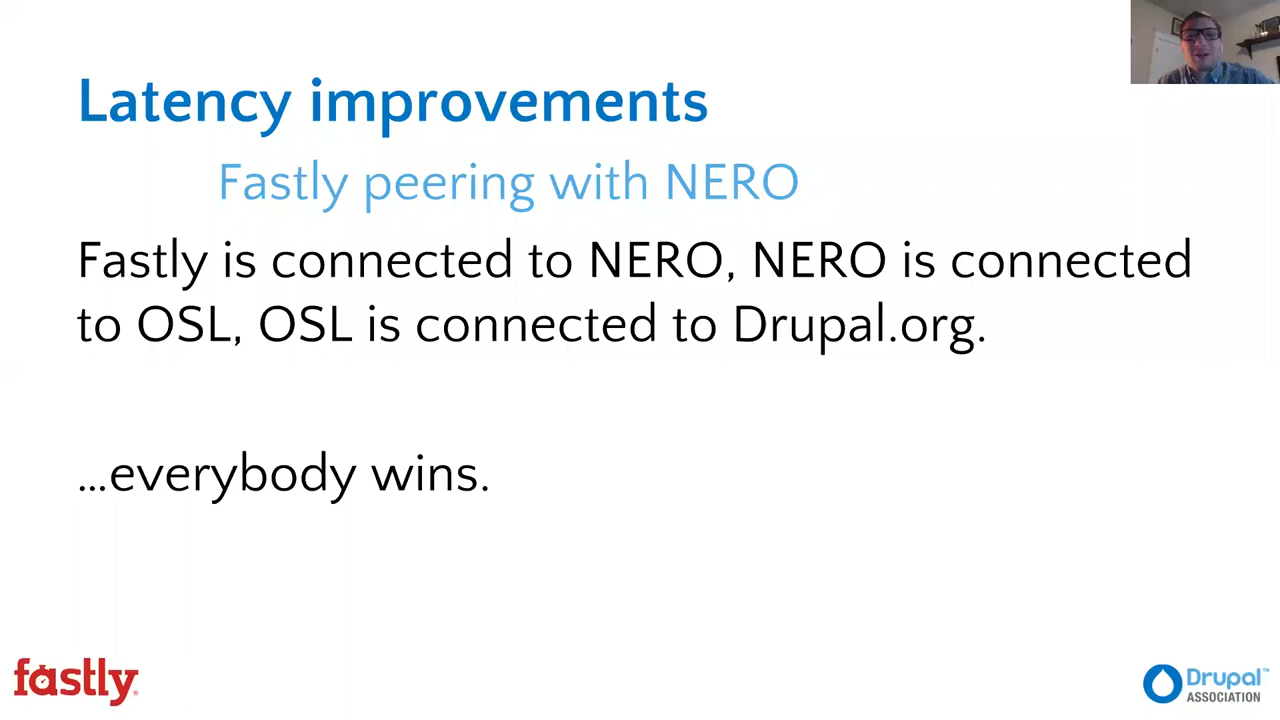 Latency improvements
Fastly peering with NERO
Fastly is connected to NERO, NERO is connected
to OSL, OSL is connected to Drupal.org.
...everybody wins.
fastly®
Drupal™
ASSOCIATION